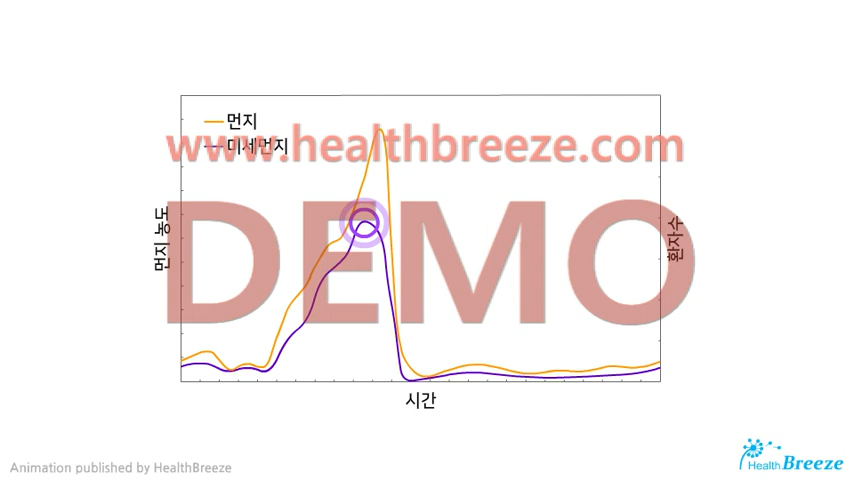 먼지
www.healthbreeze.com
미세먼지
DEMO
먼지 농도
환자수
시간
Animation published by HealthBreeze
Health Breeze